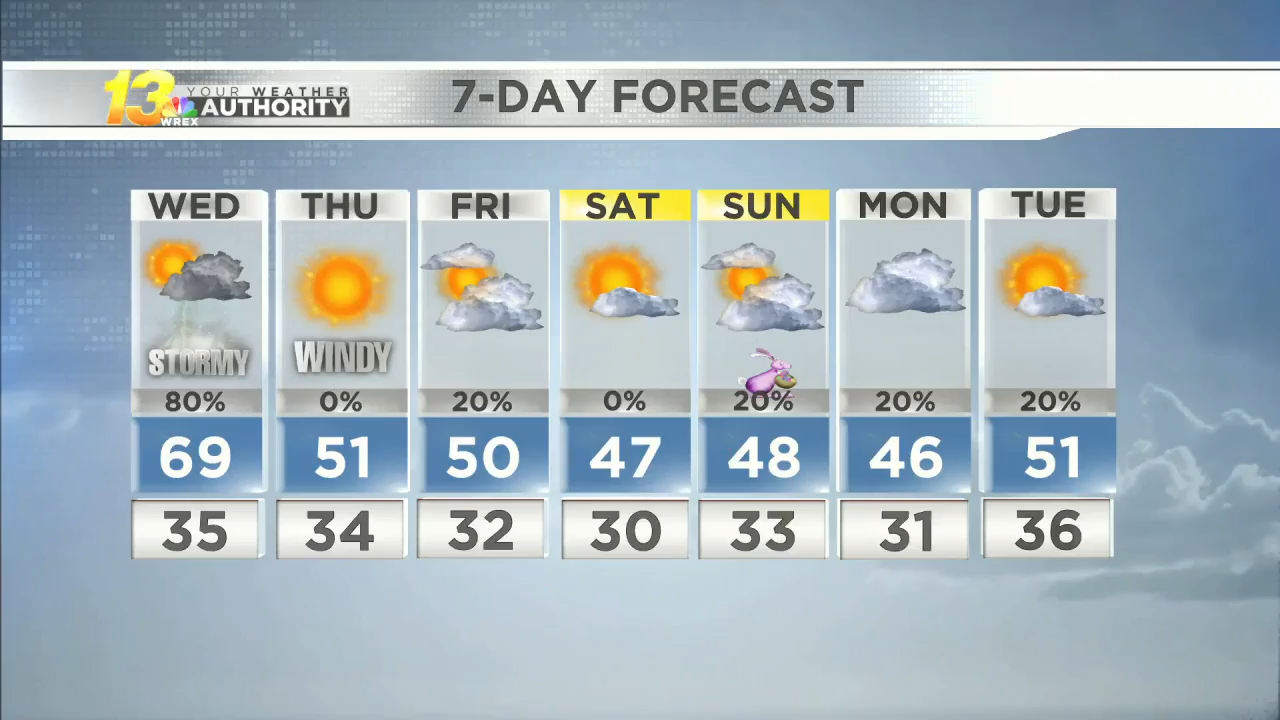 13 YOUR WEATHER
AUTHORITY
WREX
7-DAY FORECAST
WED THU FRI SAT SUN MON TUE
STORMY WINDY
80% 0% 20% 0% 20% 20% 20%
69 51 50 47 48 46 51
35 34 32 30 33 31 36